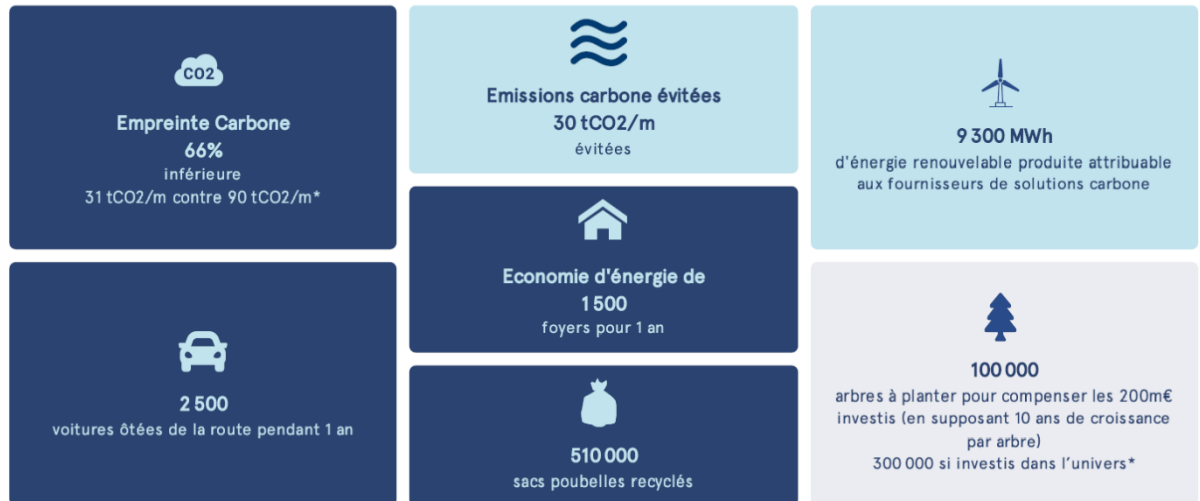 CO2
Empreinte Carbone
66%
inférieure
31 tCO2/m contre 90 tCO2/m*
Emissions carbone évitées
30 tCO2/m
évitées
9 300 MWh
d'énergie renouvelable produite attribuable
aux fournisseurs de solutions carbone
Economie d'énergie de
1 500
foyers pour 1 an
2 500
voitures ôtées de la route pendant 1 an
510 000
sacs poubelles recyclés
100 000
arbres à planter pour compenser les 200m€
investis (en supposant 10 ans de croissance
par arbre)
300 000 si investis dans l'univers*